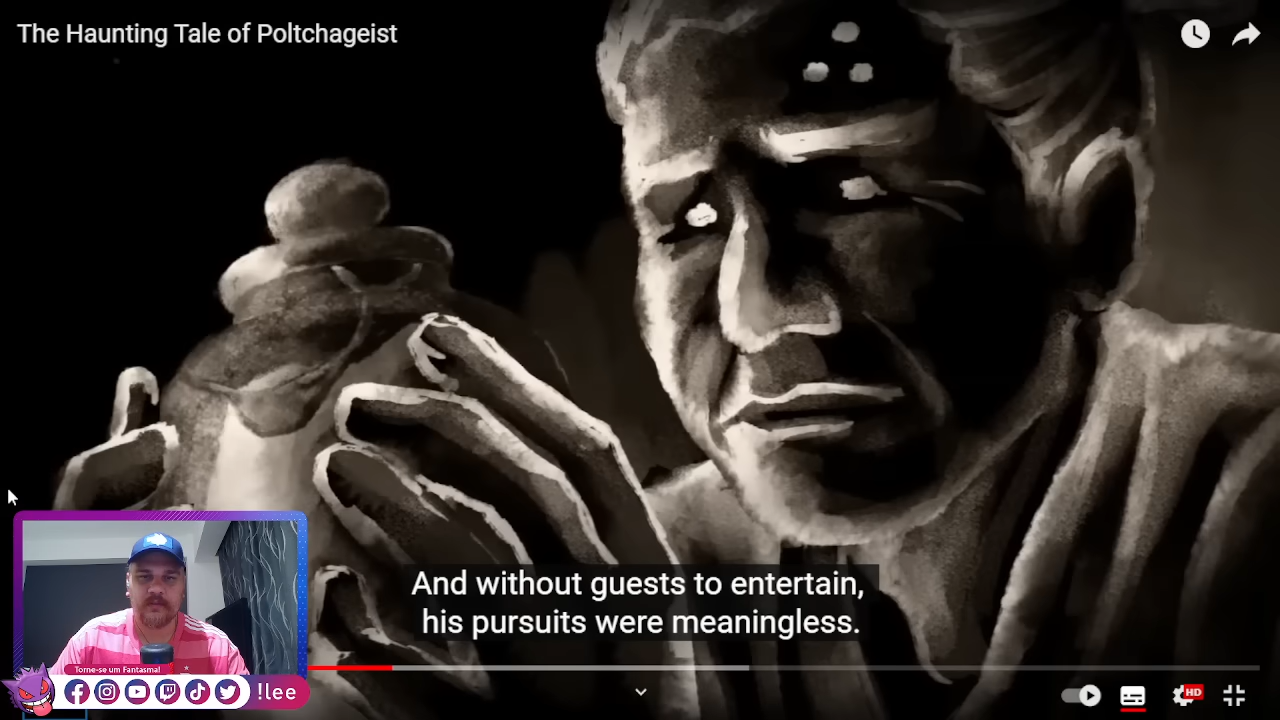 The Haunting Tale of Poltchageist
And without guests to entertain,
his pursuits were meaningless.
Torne-se um Fantasma!
!lee
HD